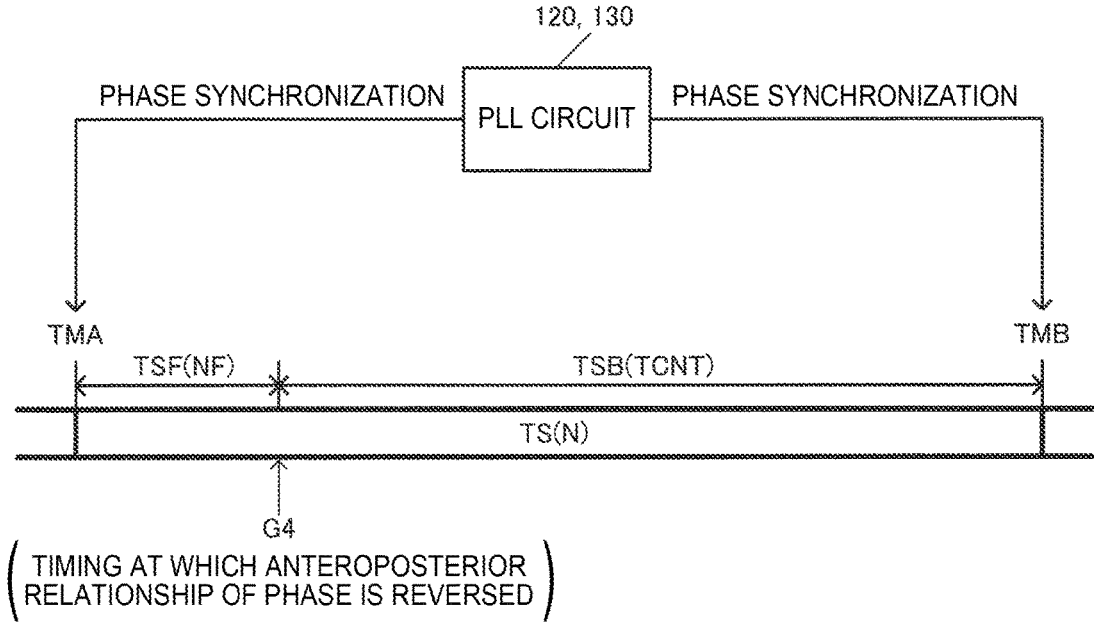 120, 130
PHASE SYNCHRONIZATION
PLL CIRCUIT
PHASE SYNCHRONIZATION
TMA
TMB
TSF(NF)
TSB(TCNT)
TS(N)
G4
(TIMING AT WHICH ANTEROPOSTERIOR
RELATIONSHIP OF PHASE IS REVERSED)